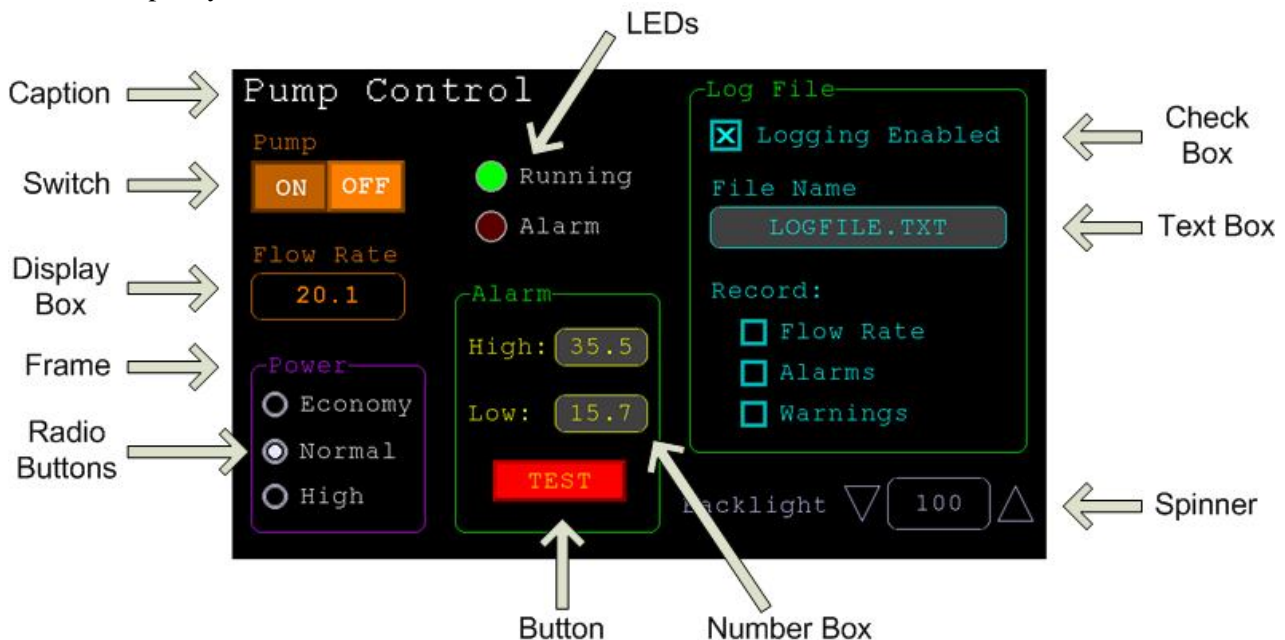 LEDs
Caption
Pump Control
Log File
Logging Enabled
Check
Box
Pump
Switch
ON OFF
Running
File Name
LOGFILE.TXT
Text Box
Alarm
Flow Rate
Display
Box
20.1
Alarm
Record:
Flow Rate
High: 35.5
Frame
Power
Alarms
Economy
Low: 15.7
Warnings
Radio
Buttons
Normal
TEST
High
Backlight 100
Spinner
Button
Number Box